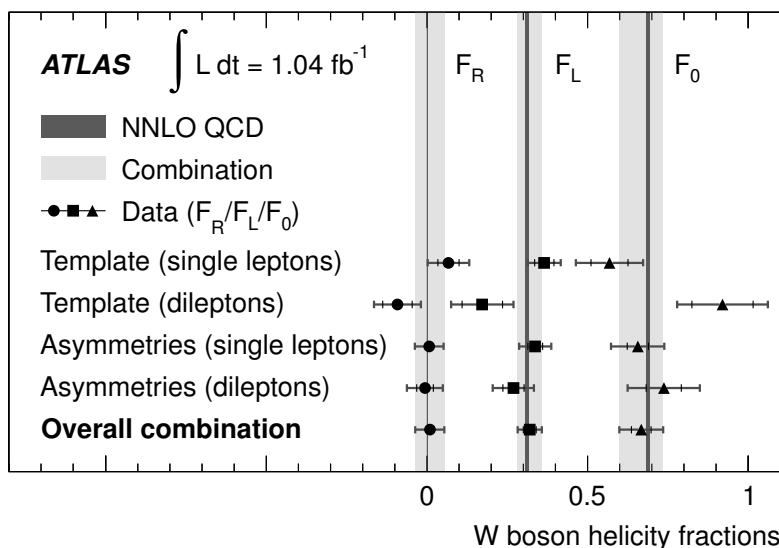 ATLAS ∫ L dt = 1.04 fb⁻¹ F_R F_L F_0
NNLO QCD
Combination
Data (F_R/F_L/F_0)
Template (single leptons)
Template (dileptons)
Asymmetries (single leptons)
Asymmetries (dileptons)
Overall combination
0 0.5 1
W boson helicity fractions